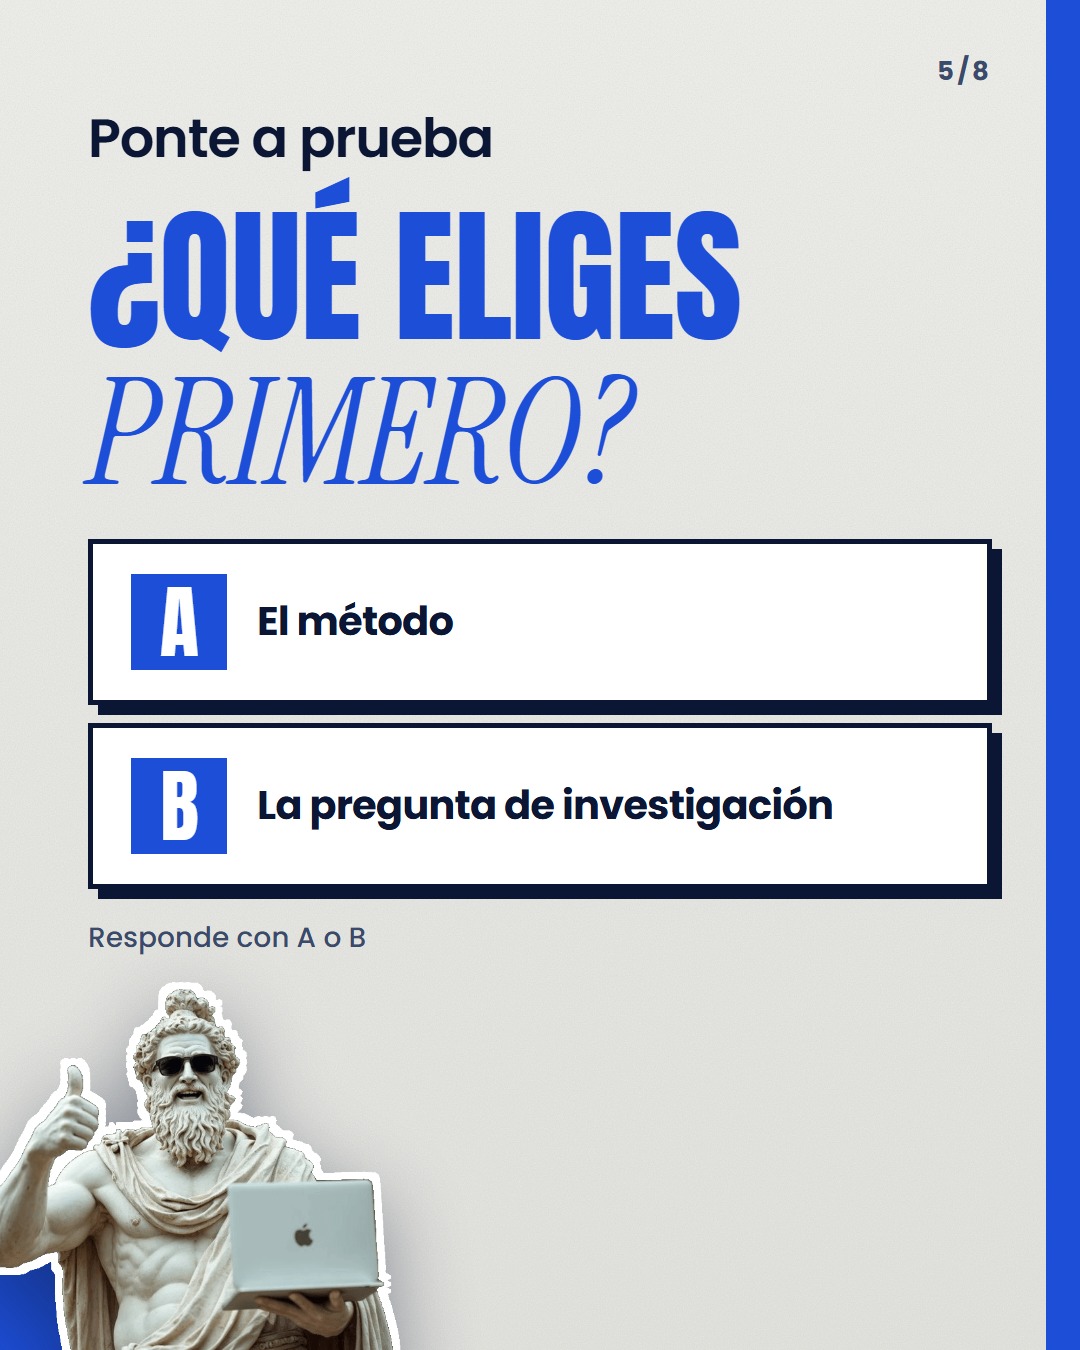 5/8
Ponte a prueba
¿QUÉ ELIGES
PRIMERO?
A
El método
B
La pregunta de investigación
Responde con A o B